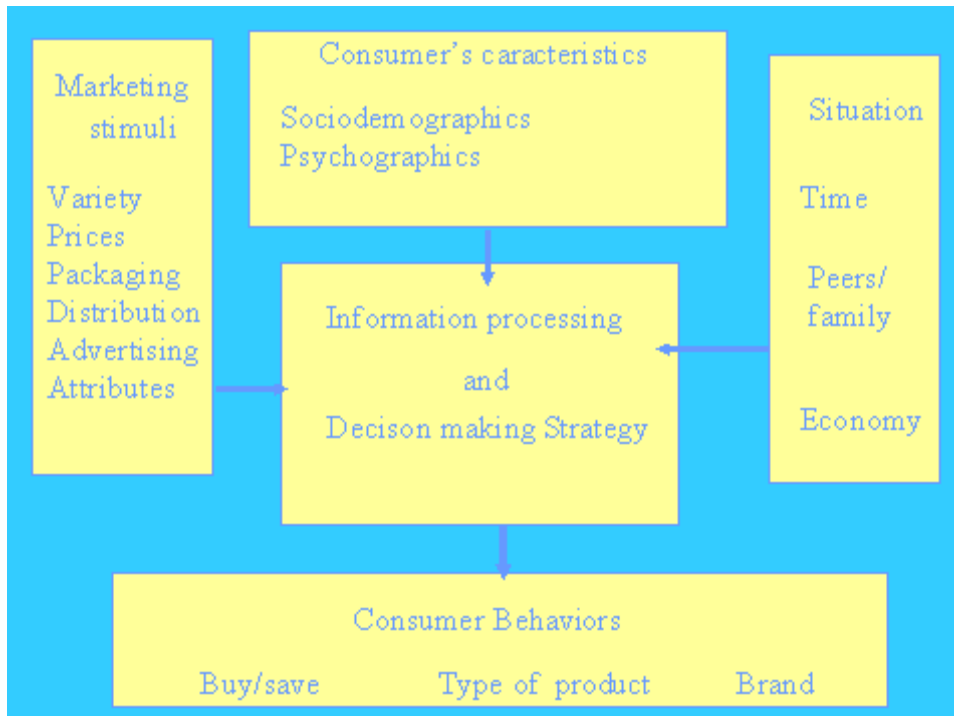 Marketing
stimuli
Variety
Prices
Packaging
Distribution
Advertising
Attributes
Consumer's caracteristics
Sociodemographics
Psychographics
Situation
Time
Peers/
family
Economy
Information processing
and
Decison making Strategy
Consumer Behaviors
Buy/save Type of product Brand